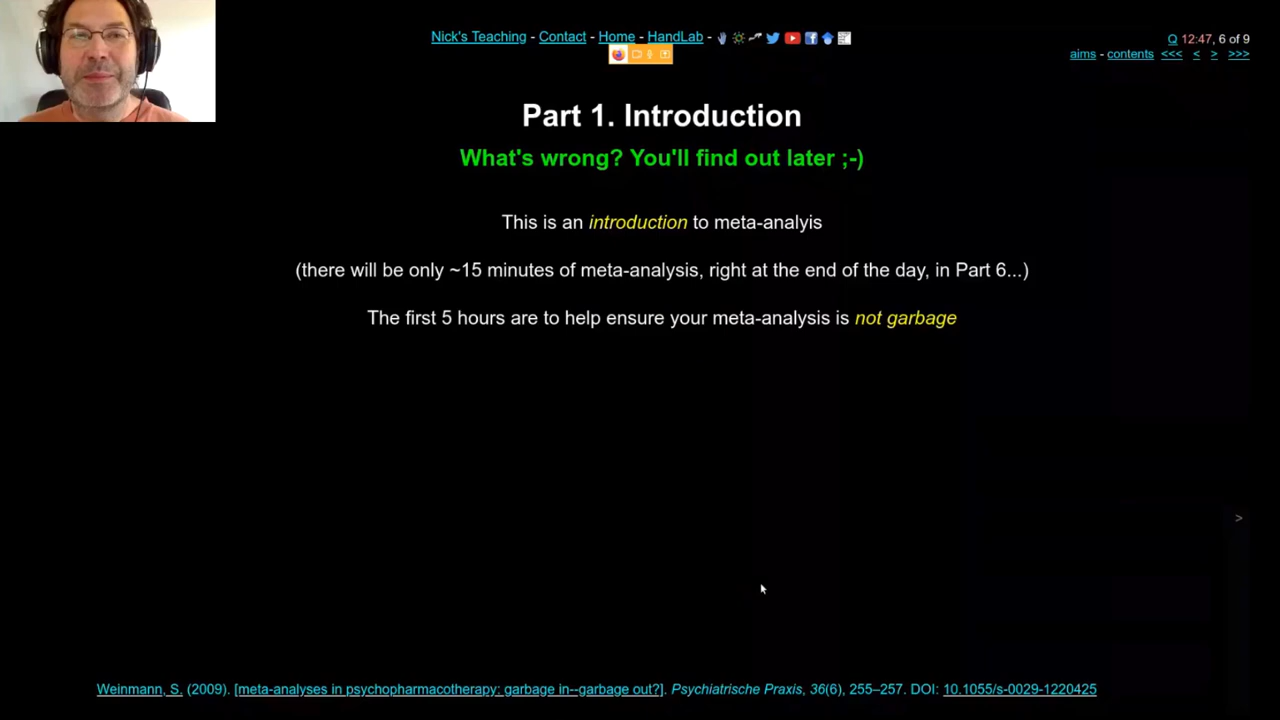 Nick's Teaching - Contact - Home - HandLab -
Q 12:47, 6 of 9
aims - contents <<< < > >>>
Part 1. Introduction
What's wrong? You'll find out later ;-)
This is an introduction to meta-analyis
(there will be only ~15 minutes of meta-analysis, right at the end of the day, in Part 6...)
The first 5 hours are to help ensure your meta-analysis is not garbage
>
Weinmann, S. (2009). [meta-analyses in psychopharmacotherapy: garbage in--garbage out?]. Psychiatrische Praxis, 36(6), 255–257. DOI: 10.1055/s-0029-1220425